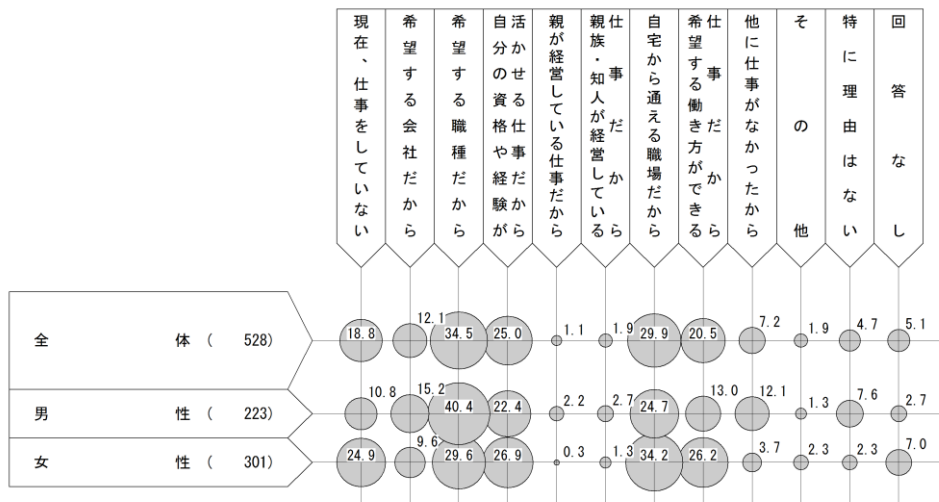 現在、仕事をしていない
希望する会社だから
希望する職種だから
自分の資格や経験が
活かせる仕事だから
親が経営している仕事だから
親族・知人が経営している
仕事だから
自宅から通える職場だから
希望する働き方ができる
仕事だから
他に仕事がなかったから
その他
特に理由はない
回答なし
全体(528)
18.8 12.1 34.5 25.0 1.1 1.9 29.9 20.5 7.2 1.9 4.7 5.1
男性(223)
10.8 15.2 40.4 22.4 2.2 2.7 24.7 13.0 12.1 1.3 7.6 2.7
女性(301)
24.9 9.6 29.6 26.9 0.3 1.3 34.2 26.2 3.7 2.3 2.3 7.0